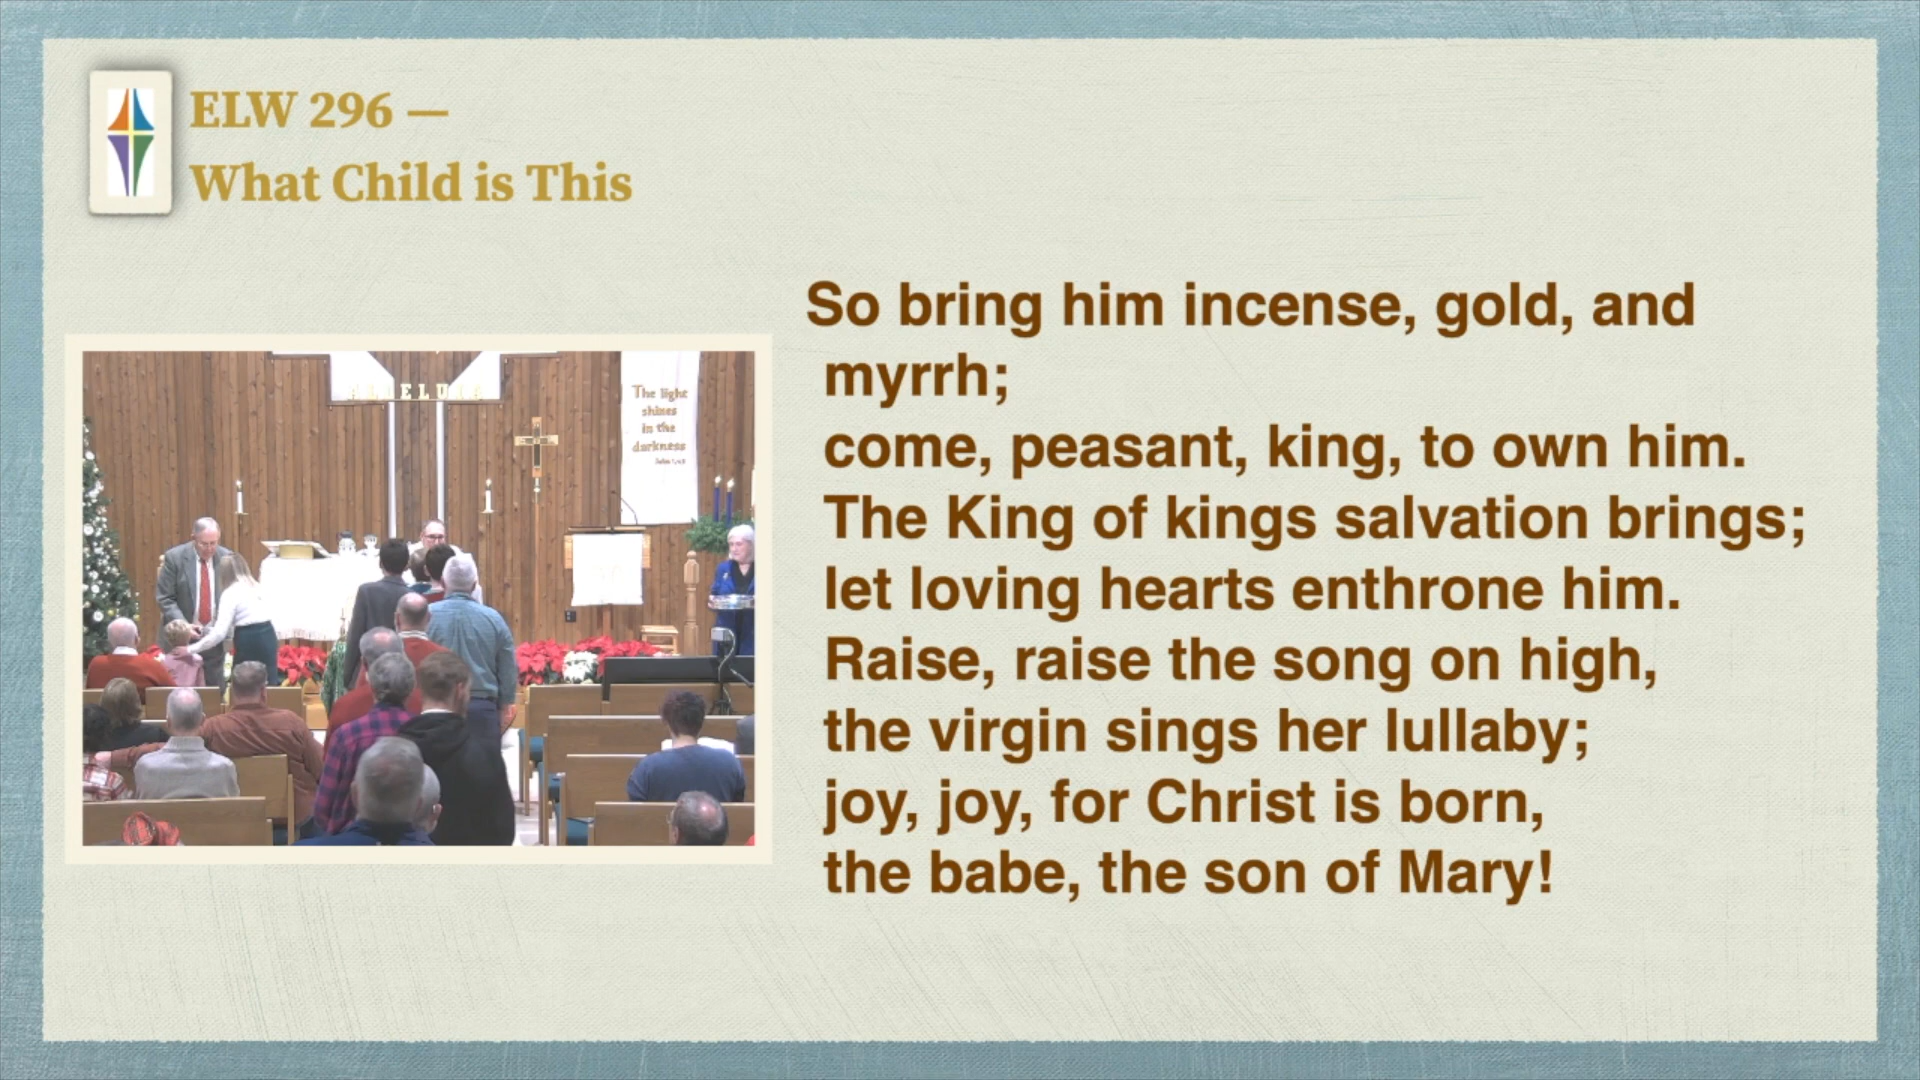 ELW 296 —
What Child is This
So bring him incense, gold, and
myrrh;
come, peasant, king, to own him.
The King of kings salvation brings;
let loving hearts enthrone him.
Raise, raise the song on high,
the virgin sings her lullaby;
joy, joy, for Christ is born,
the babe, the son of Mary!
ALLELUIA
The light
shines
in the
darkness